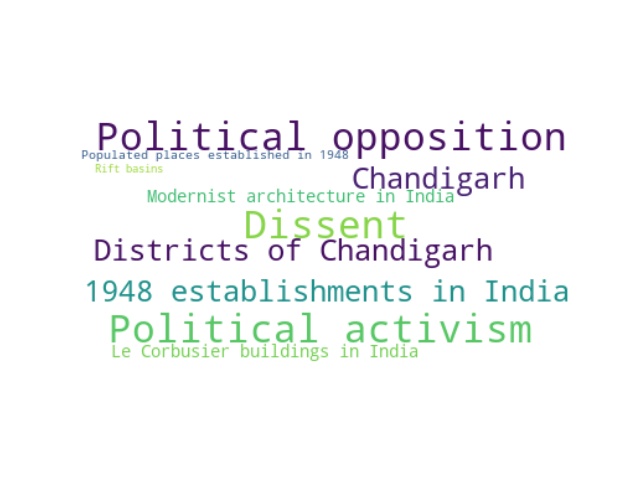 Political opposition
Populated places established in 1948
Rift basins
Chandigarh
Modernist architecture in India
Dissent
Districts of Chandigarh
1948 establishments in India
Political activism
Le Corbusier buildings in India